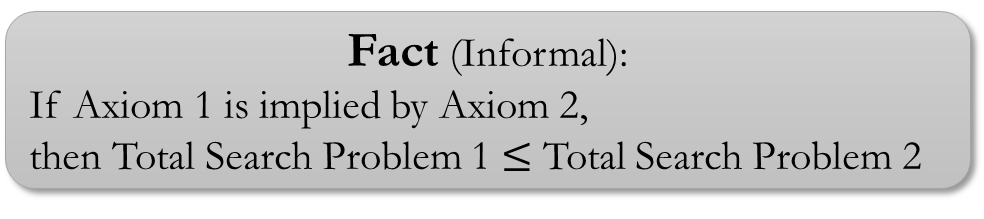 Fact (Informal):
If Axiom 1 is implied by Axiom 2,
then Total Search Problem 1 ≤ Total Search Problem 2